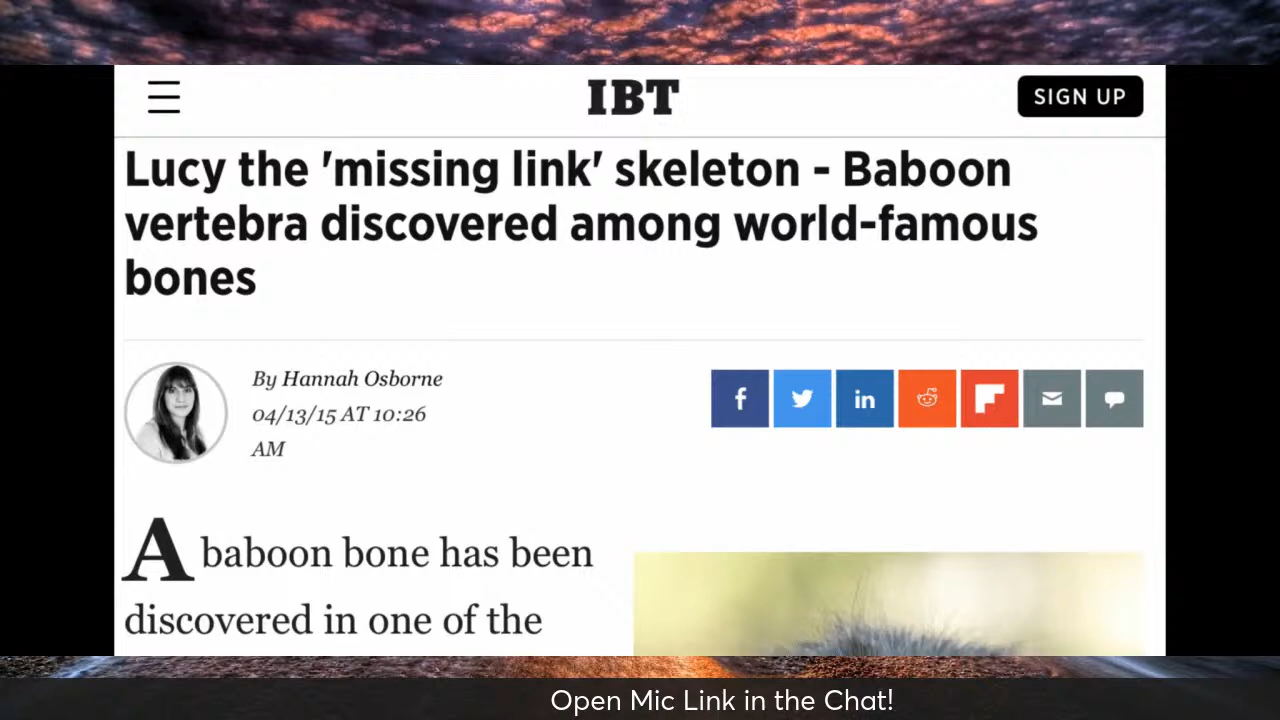 IBT
SIGN UP
Lucy the 'missing link' skeleton - Baboon
vertebra discovered among world-famous
bones
By Hannah Osborne
04/13/15 AT 10:26
AM
A baboon bone has been
discovered in one of the
Open Mic Link in the Chat!